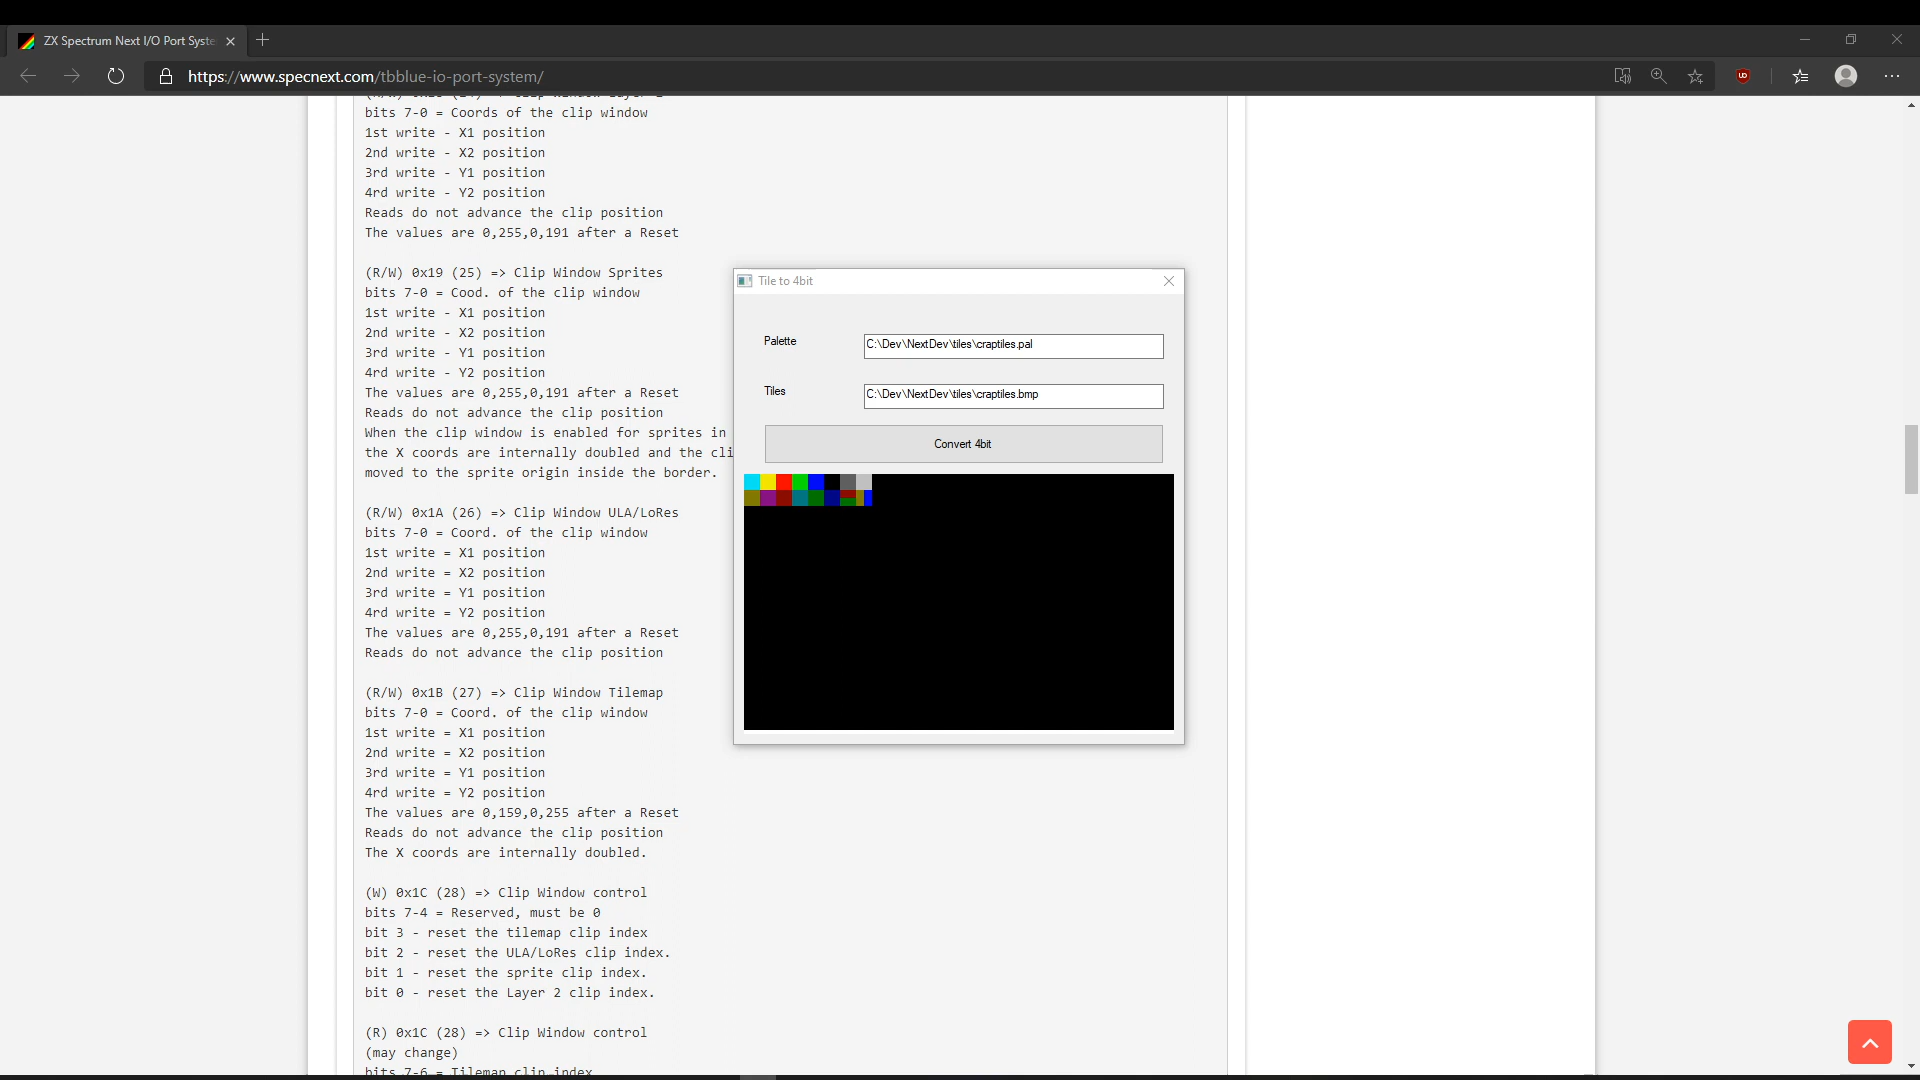 ZX Spectrum Next I/O Port Syste
https://www.specnext.com/tbblue-io-port-system/
bits 7-0 = Coords of the clip window
1st write - X1 position
2nd write - X2 position
3rd write - Y1 position
4rd write - Y2 position
Reads do not advance the clip position
The values are 0,255,0,191 after a Reset
(R/W) 0x19 (25) => Clip Window Sprites
bits 7-0 = Cood. of the clip window
1st write - X1 position
2nd write - X2 position
3rd write - Y1 position
4rd write - Y2 position
The values are 0,255,0,191 after a Reset
Reads do not advance the clip position
When the clip window is enabled for sprites in
the X coords are internally doubled and the cli
moved to the sprite origin inside the border.
(R/W) 0x1A (26) => Clip Window ULA/LoRes
bits 7-0 = Coord. of the clip window
1st write = X1 position
2nd write = X2 position
3rd write = Y1 position
4rd write = Y2 position
The values are 0,255,0,191 after a Reset
Reads do not advance the clip position
(R/W) 0x1B (27) => Clip Window Tilemap
bits 7-0 = Coord. of the clip window
1st write = X1 position
2nd write = X2 position
3rd write = Y1 position
4rd write = Y2 position
The values are 0,159,0,255 after a Reset
Reads do not advance the clip position
The X coords are internally doubled.
(W) 0x1C (28) => Clip Window control
bits 7-4 = Reserved, must be 0
bit 3 - reset the tilemap clip index
bit 2 - reset the ULA/LoRes clip index.
bit 1 - reset the sprite clip index.
bit 0 - reset the Layer 2 clip index.
(R) 0x1C (28) => Clip Window control
(may change)
bits 7-6 = Tilemap clip index
Tile to 4bit
Palette
C:\Dev\NextDev\tiles\craptiles.pal
Tiles
C:\Dev\NextDev\tiles\craptiles.bmp
Convert 4bit